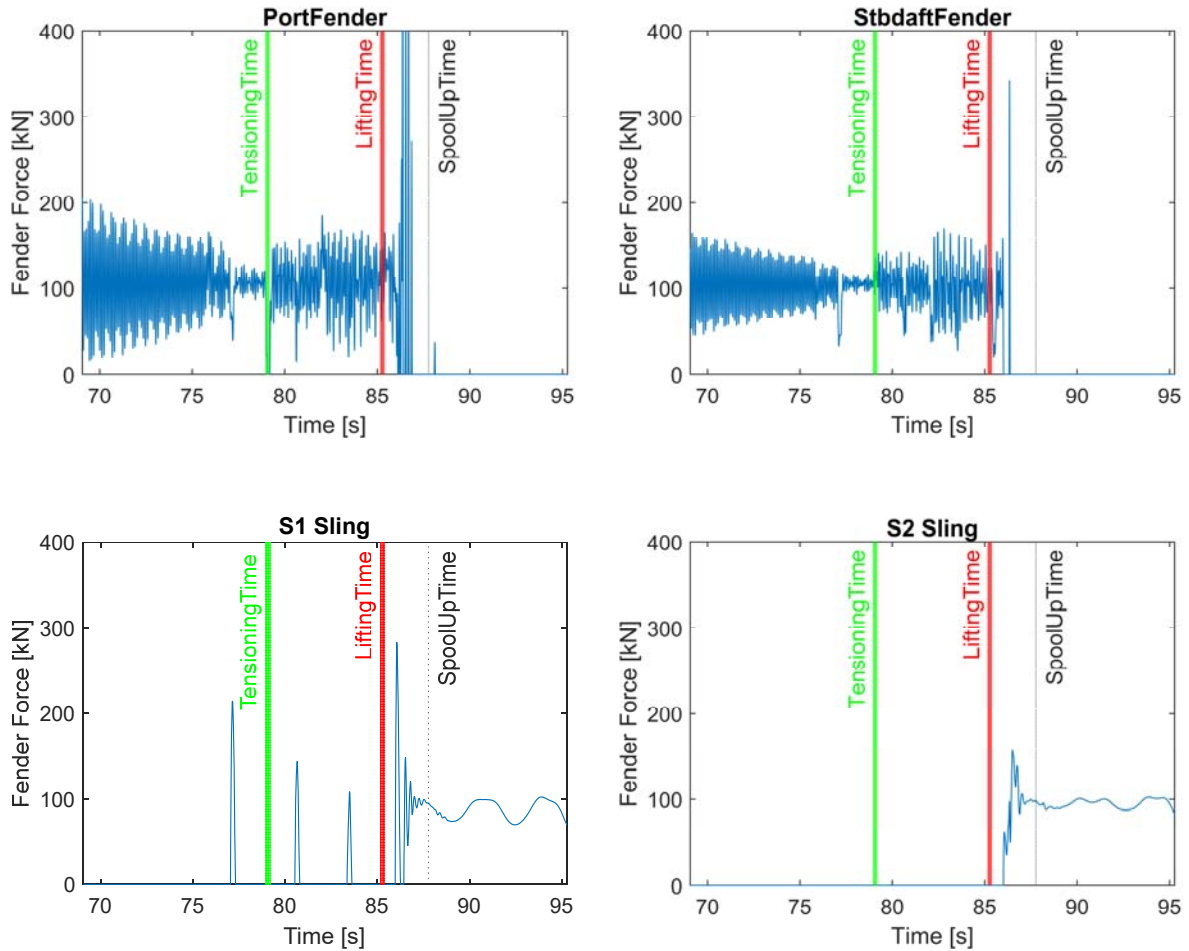 PortFender
Fender Force [kN]
400
300
200
100
0
TensioningTime
LiftingTime
SpoolUpTime
70 75 80 85 90 95
Time [s]
StbdaftFender
Fender Force [kN]
400
300
200
100
0
TensioningTime
LiftingTime
SpoolUpTime
70 75 80 85 90 95
Time [s]
S1 Sling
Fender Force [kN]
400
300
200
100
0
TensioningTime
LiftingTime
SpoolUpTime
70 75 80 85 90 95
Time [s]
S2 Sling
Fender Force [kN]
400
300
200
100
0
TensioningTime
LiftingTime
SpoolUpTime
70 75 80 85 90 95
Time [s]